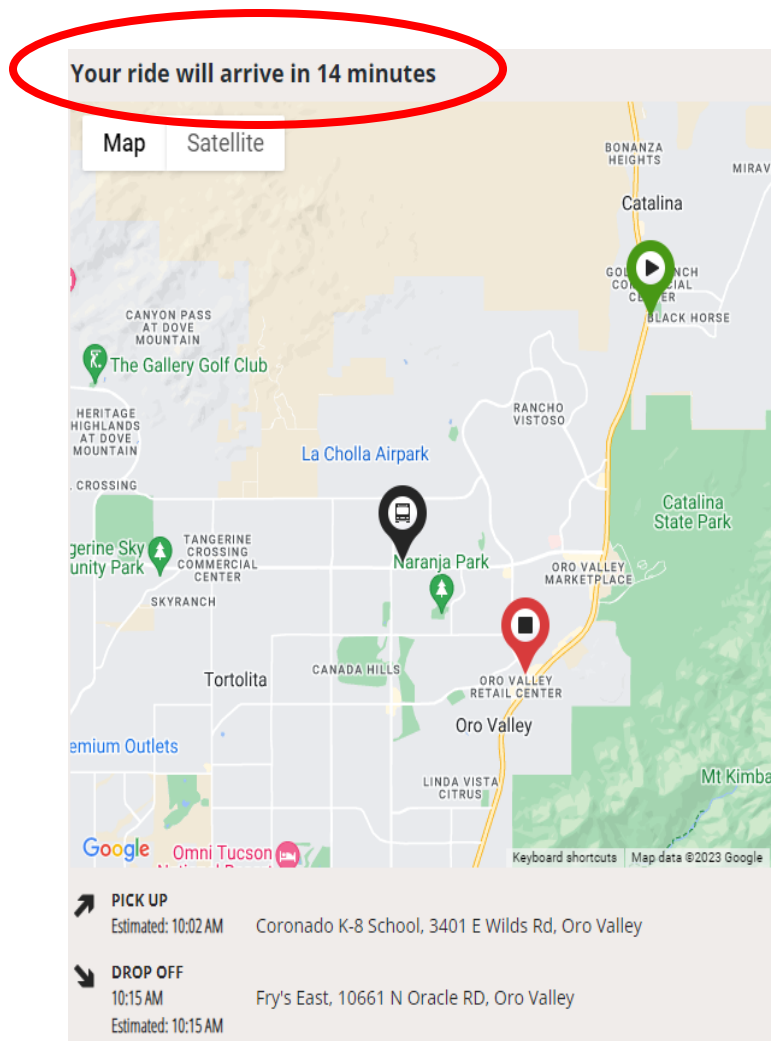 Your ride will arrive in 14 minutes
Map Satellite
BONANZA
HEIGHTS
MIRAV
Catalina
CANYON PASS
AT DOVE
MOUNTAIN
BLACK HORSE
The Gallery Golf Club
HERITAGE
HIGHLANDS
AT DOVE
MOUNTAIN
RANCHO
VISTOSO
La Cholla Airpark
CROSSING
Catalina
State Park
TANGERINE
CROSSING
COMMERCIAL
CENTER
gerine Sky
unity Park
Naranja Park
ORO VALLEY
MARKETPLACE
SKYRANCH
CANADA HILLS
Tortolita
ORO VALLEY
RETAIL CENTER
Oro Valley
emium Outlets
LINDA VISTA
CITRUS
Mt Kimba
Google
Omni Tucson
Keyboard shortcuts Map data ©2023 Google
PICK UP
Estimated: 10:02 AM Coronado K-8 School, 3401 E Wilds Rd, Oro Valley
DROP OFF
10:15 AM Fry's East, 10661 N Oracle RD, Oro Valley
Estimated: 10:15 AM